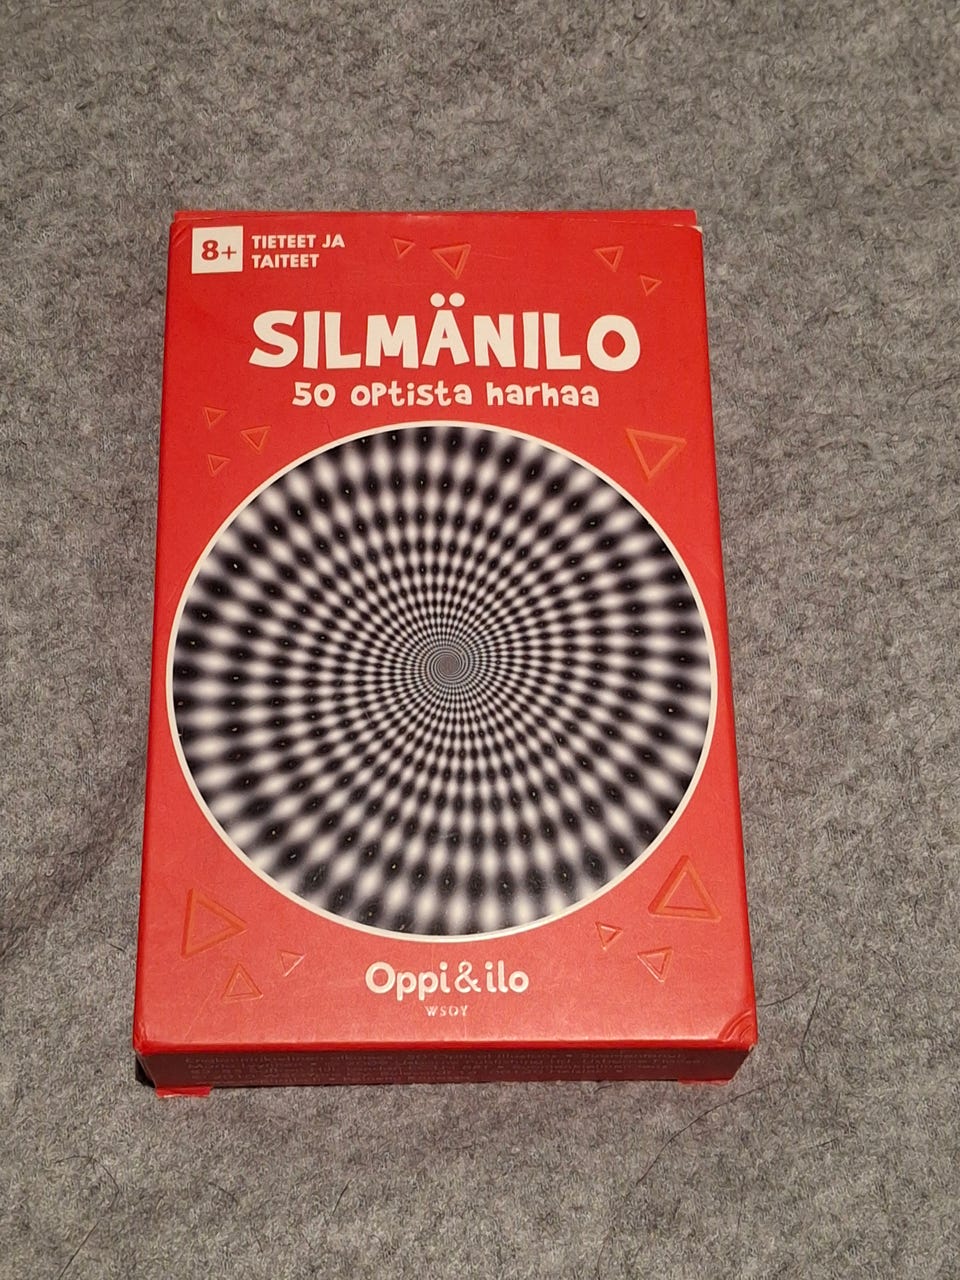 8+
TIETEET JA
TAITEET
SILMÄNILO
50 optista harhaa
Oppi&ilo
WSOY